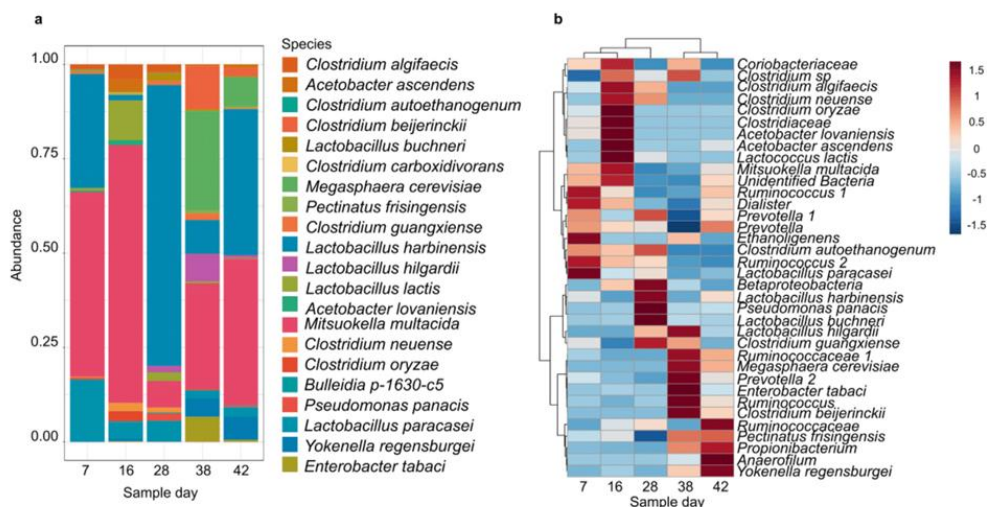 a
Species
1.00
0.75
0.50
0.25
0.00
Abundance
7 16 28 38 42
Sample day
Clostridium algifaecis
Acetobacter ascendens
Clostridium autoethanogenum
Clostridium beijerinckii
Lactobacillus buchneri
Clostridium carboxidivorans
Megasphaera cerevisiae
Pectinatus frisingensis
Clostridium guangxiense
Lactobacillus harbinensis
Lactobacillus hilgardii
Lactobacillus lactis
Acetobacter lovaniensis
Mitsuokella multacida
Clostridium neuense
Clostridium oryzae
Bulleidia p-1630-c5
Pseudomonas panacis
Lactobacillus paracasei
Yokenella regensburgei
Enterobacter tabaci
b
Coriobacteriaceae
Clostridium sp
Clostridium algifaecis
Clostridium neuense
Clostridium oryzae
Clostridiaceae
Acetobacter lovaniensis
Acetobacter ascendens
Lactococcus lactis
Mitsuokella multacida
Unidentified Bacteria
Ruminococcus 1
Dialister
Prevotella 1
Prevotella
Ethanoligenens
Clostridium autoethanogenum
Ruminococcus 2
Lactobacillus paracasei
Betaproteobacteria
Lactobacillus harbinensis
Pseudomonas panacis
Lactobacillus buchneri
Lactobacillus hilgardii
Clostridium guangxiense
Ruminococcaceae 1
Megasphaera cerevisiae
Prevotella 2
Enterobacter tabaci
Ruminococcus
Clostridium beijerinckii
Ruminococcaceae
Pectinatus frisingensis
Propionibacterium
Anaerofilum
Yokenella regensburgei
7 16 28 38 42
Sample day
1.5
1
0.5
0
-0.5
-1
-1.5